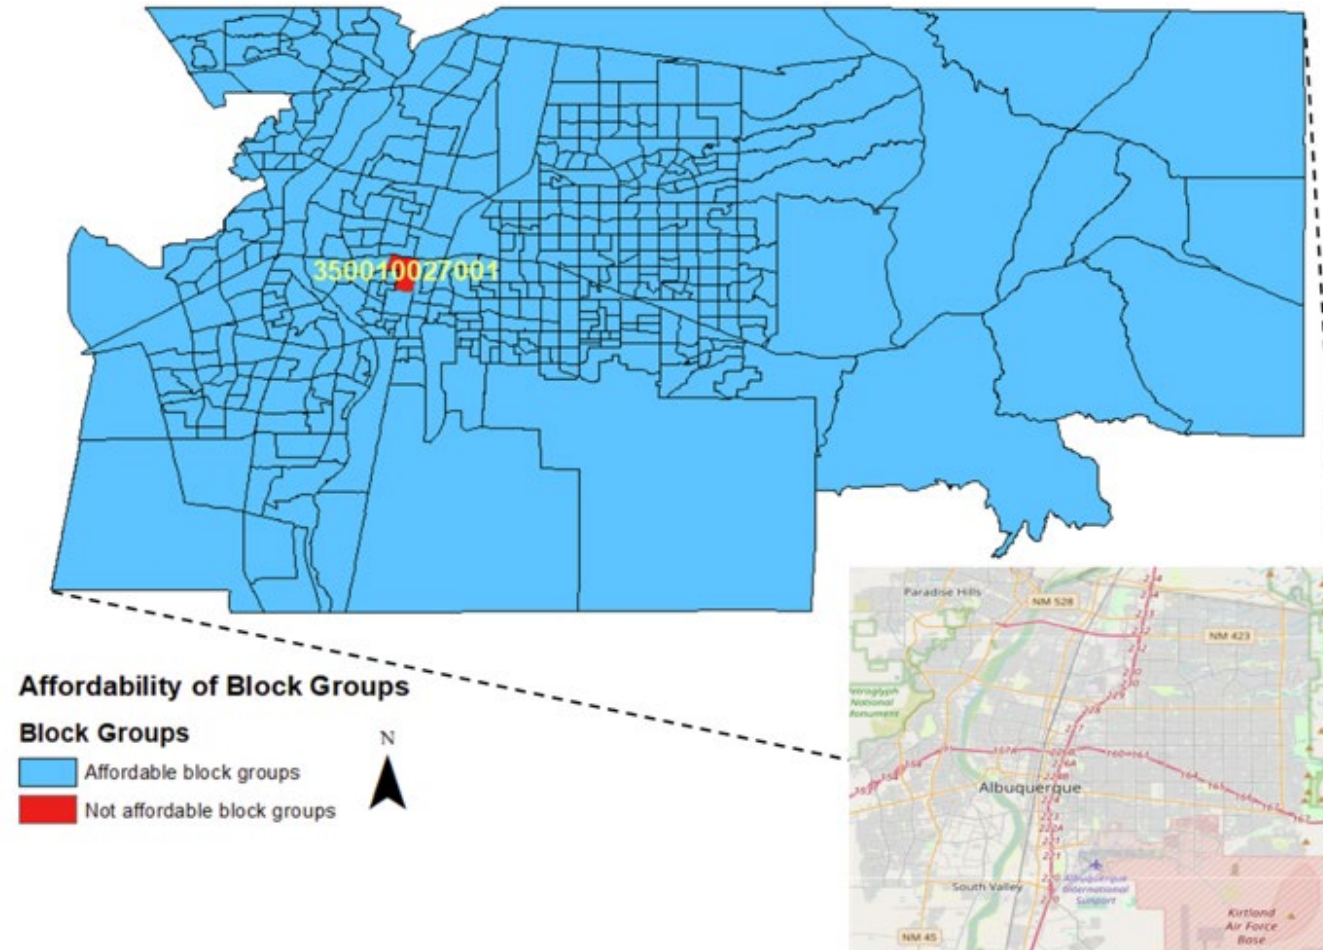 350010027001
Affordability of Block Groups
Block Groups
Affordable block groups
Not affordable block groups
N
Paradise Hills
NM 528
NM 423
Petroglyph
National
Monument
Albuquerque
South Valley
Albuquerque
International
Sunport
Kirtland
Air Force
Base
NM 45